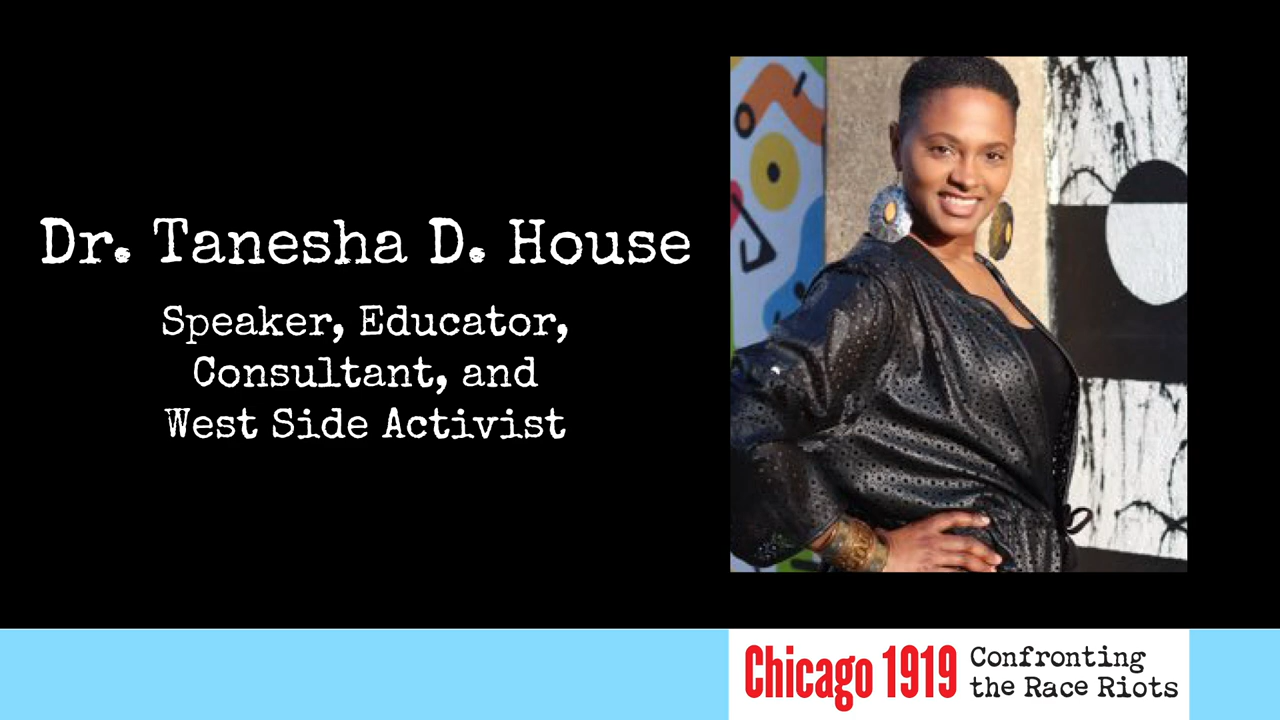 Dr. Tanesha D. House
Speaker, Educator,
Consultant, and
West Side Activist
Chicago 1919
Confronting
the Race Riots